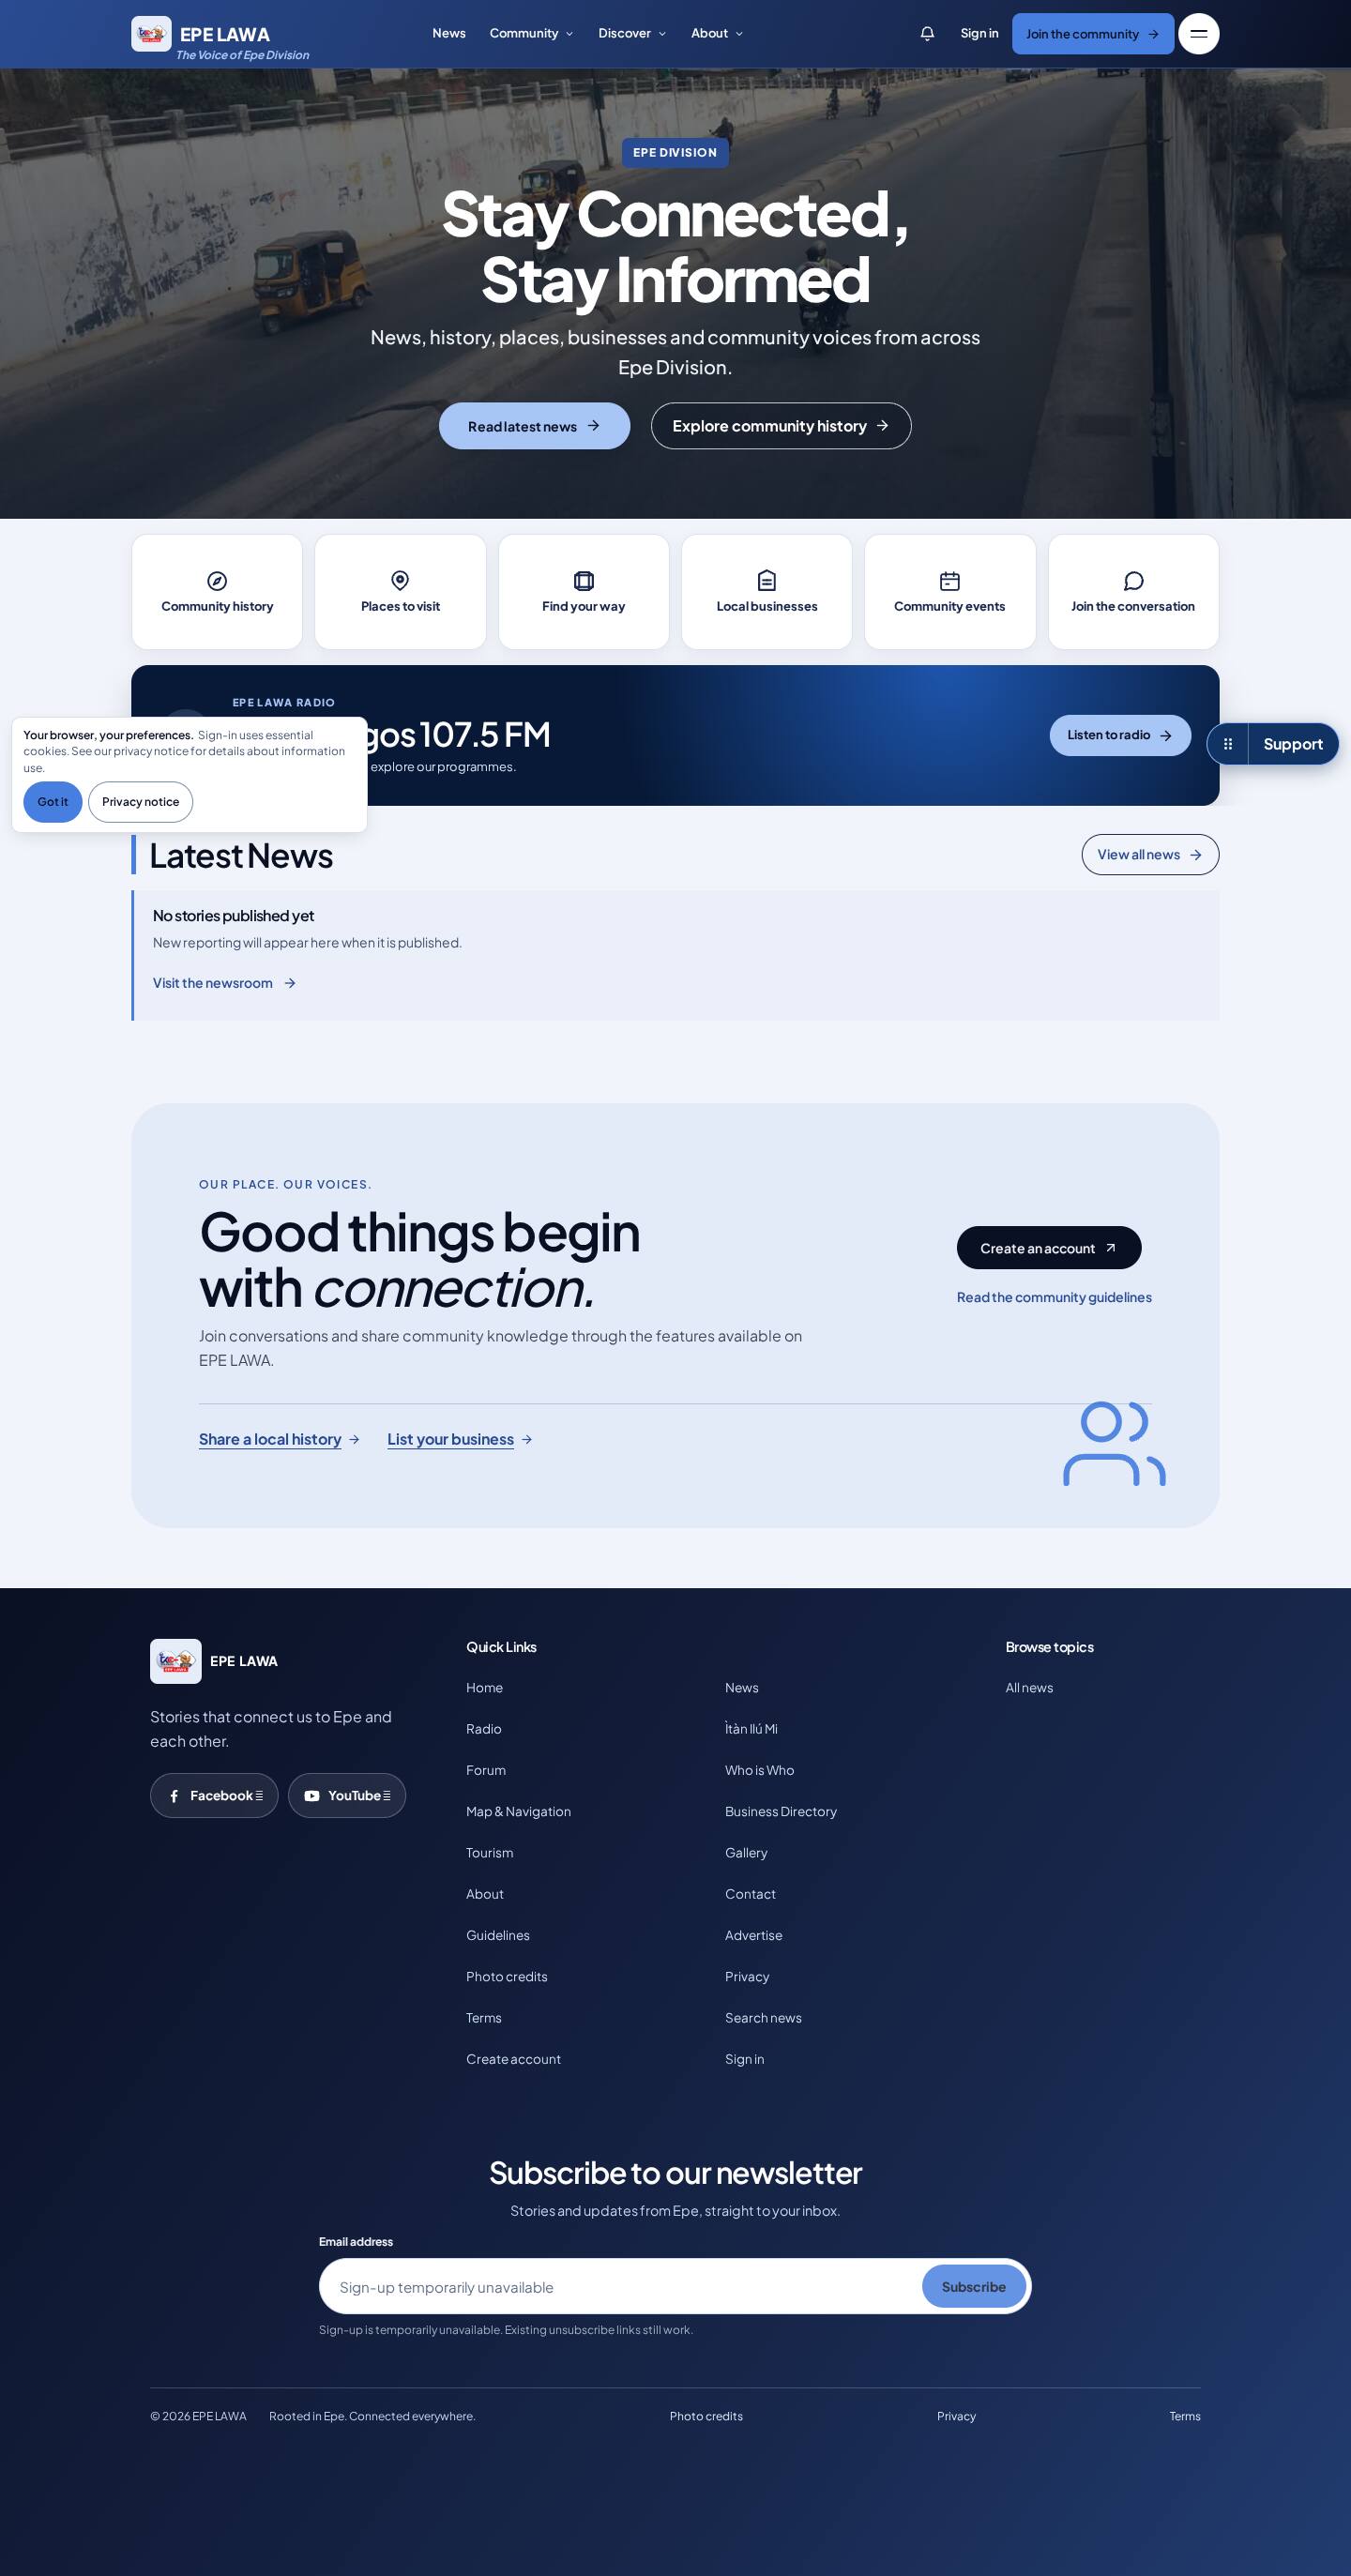 EPE LAWA
The Voice of Epe Division
News
Community
Discover
About
Sign in
Join the community
EPE DIVISION
Stay Connected,
Stay Informed
News, history, places, businesses and community voices from across
Epe Division.
Read latest news
Explore community history
Community history
Places to visit
Find your way
Local businesses
Community events
Join the conversation
EPE LAWA RADIO
gos 107.5 FM
explore our programmes.
Listen to radio
Support
Your browser, your preferences. Sign-in uses essential
cookies. See our privacy notice for details about information
use.
Got it
Privacy notice
Latest News
View all news
No stories published yet
New reporting will appear here when it is published.
Visit the newsroom
OUR PLACE. OUR VOICES.
Good things begin
with connection.
Create an account
Read the community guidelines
Join conversations and share community knowledge through the features available on
EPE LAWA.
Share a local history
List your business
EPE LAWA
Stories that connect us to Epe and
each other.
Facebook
YouTube
Quick Links
Home
News
Radio
Ìtàn Ilú Mi
Forum
Who is Who
Map & Navigation
Business Directory
Tourism
Gallery
About
Contact
Guidelines
Advertise
Photo credits
Privacy
Terms
Search news
Create account
Sign in
Browse topics
All news
Subscribe to our newsletter
Stories and updates from Epe, straight to your inbox.
Email address
Sign-up temporarily unavailable
Subscribe
Sign-up is temporarily unavailable. Existing unsubscribe links still work.
© 2026 EPE LAWA
Rooted in Epe. Connected everywhere.
Photo credits
Privacy
Terms